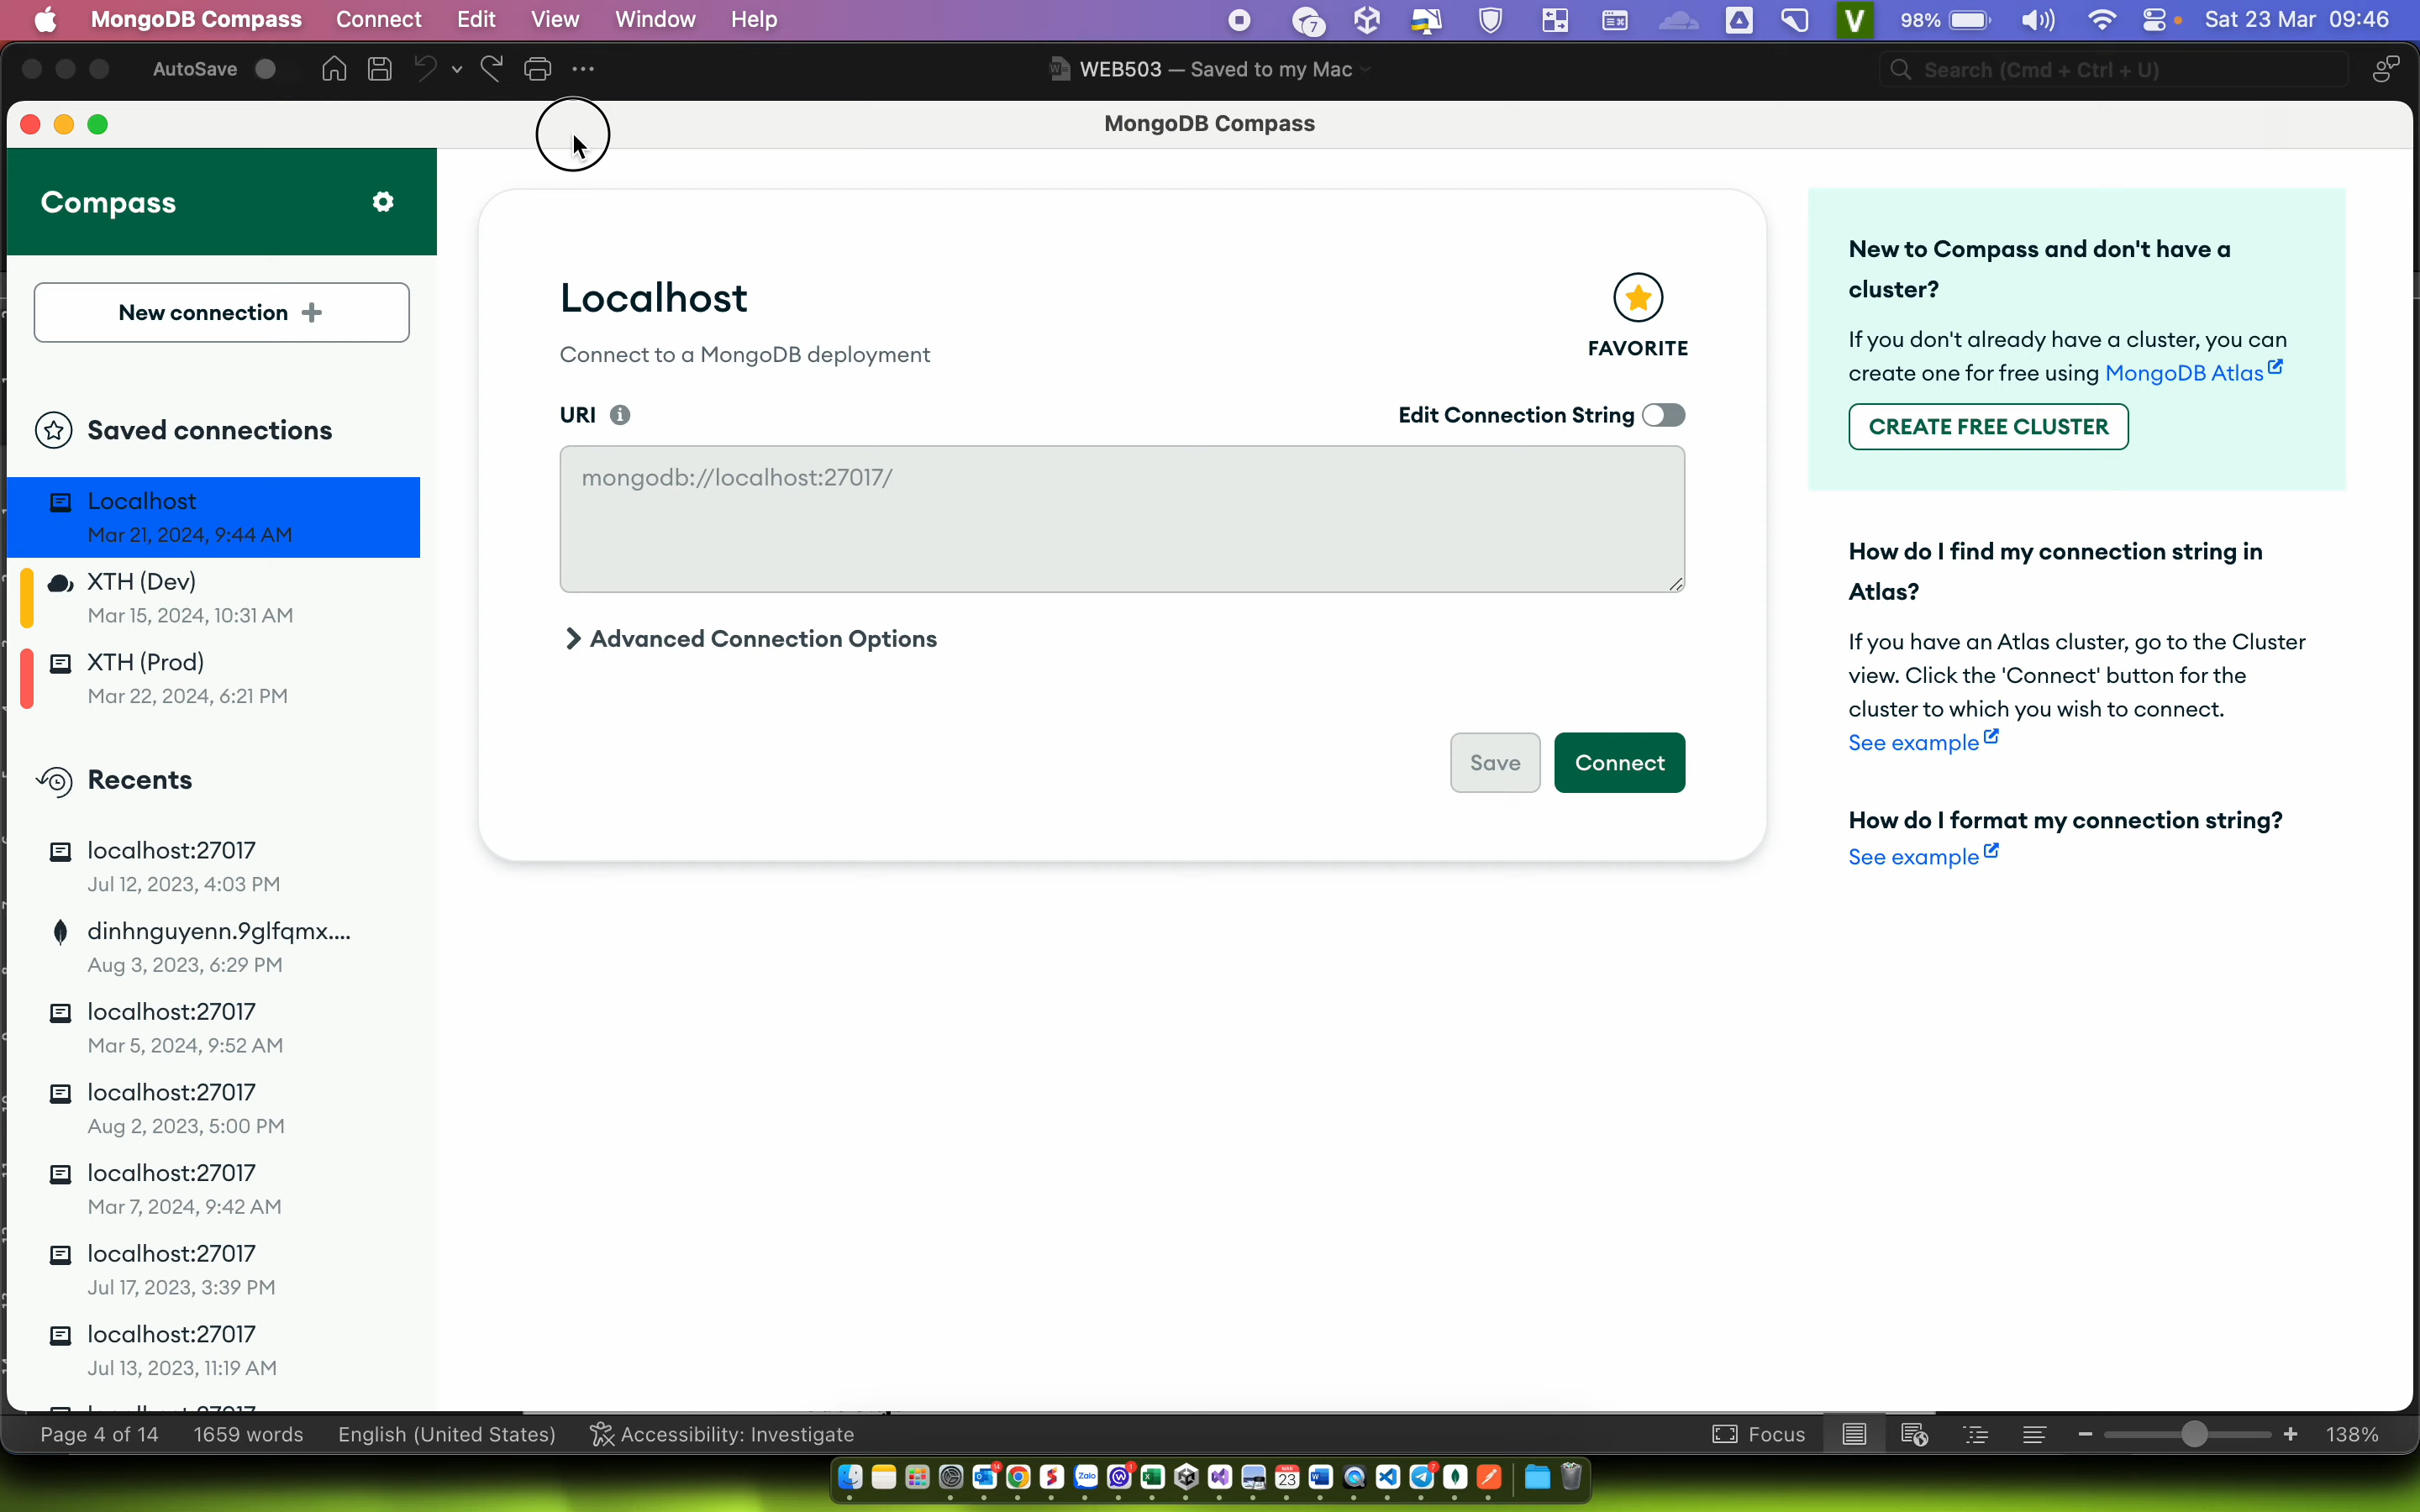 MongoDB Compass Connect Edit View Window Help
7
V
98%
Sat 23 Mar 09:46
AutoSave
WEB503 — Saved to my Mac
Search (Cmd + Ctrl + U)
MongoDB Compass
Compass
New connection
Saved connections
Localhost
Mar 21, 2024, 9:44 AM
XTH (Dev)
Mar 15, 2024, 10:31 AM
XTH (Prod)
Mar 22, 2024, 6:21 PM
Recents
localhost:27017
Jul 12, 2023, 4:03 PM
dinhnguyenn.9glfqmx....
Aug 3, 2023, 6:29 PM
localhost:27017
Mar 5, 2024, 9:52 AM
localhost:27017
Aug 2, 2023, 5:00 PM
localhost:27017
Mar 7, 2024, 9:42 AM
localhost:27017
Jul 17, 2023, 3:39 PM
localhost:27017
Jul 13, 2023, 11:19 AM
Localhost
FAVORITE
Connect to a MongoDB deployment
URI
Edit Connection String
mongodb://localhost:27017/
Advanced Connection Options
Save
Connect
New to Compass and don't have a
cluster?
If you don't already have a cluster, you can
create one for free using MongoDB Atlas
CREATE FREE CLUSTER
How do I find my connection string in
Atlas?
If you have an Atlas cluster, go to the Cluster
view. Click the 'Connect' button for the
cluster to which you wish to connect.
See example
How do I format my connection string?
See example
Page 4 of 14 1659 words English (United States) Accessibility: Investigate
Focus
138%
Zalo
23